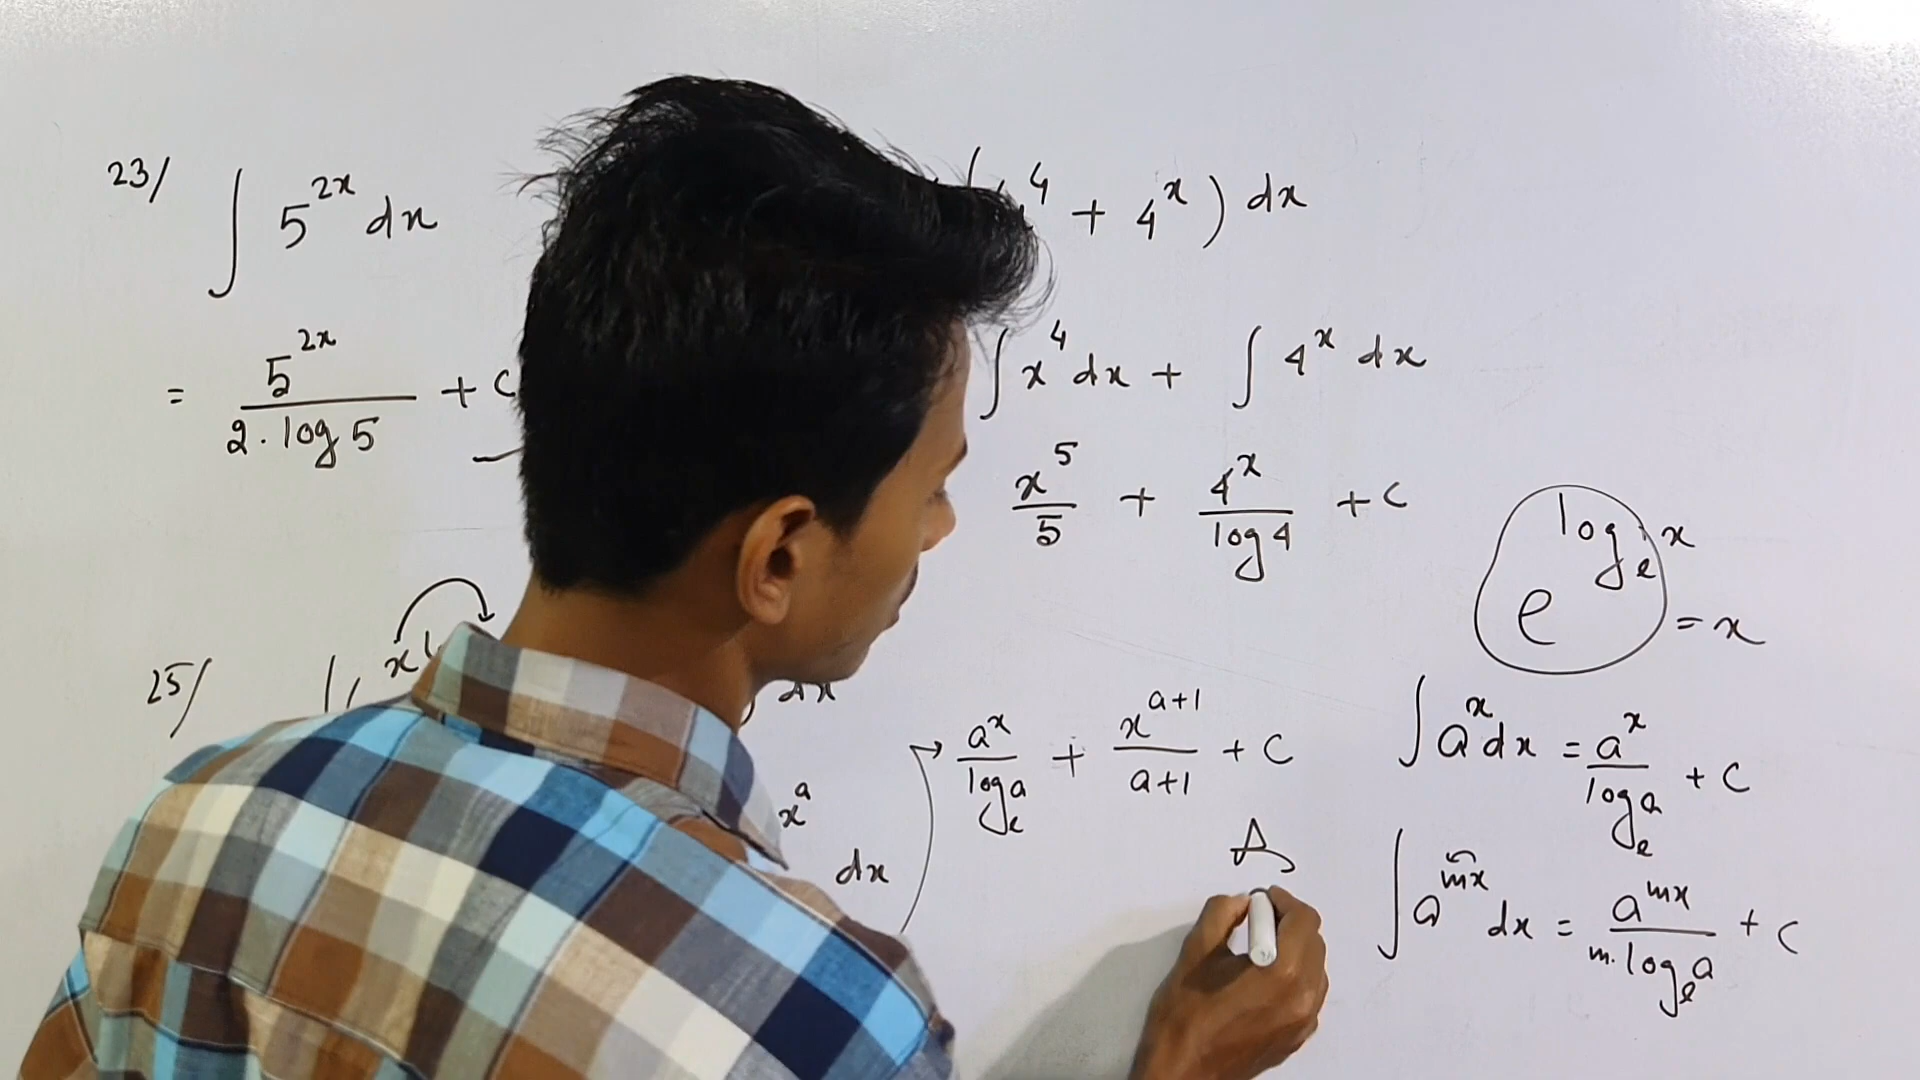 23/ ∫ 5^{2x} dx
= 5^{2x} / 2 · log 5 + C
x^4 + 4^x ) dx
∫ x^4 dx + ∫ 4^x dx
x^5 / 5 + 4^x / log 4 + C
e^{log_e x} = x
25/
dx
x^a
dx
→ a^x / log_e a + x^{a+1} / a+1 + C
∫ a^x dx = a^x / log_e a + C
∫ a^{mx} dx = a^{mx} / m. log_e a + C